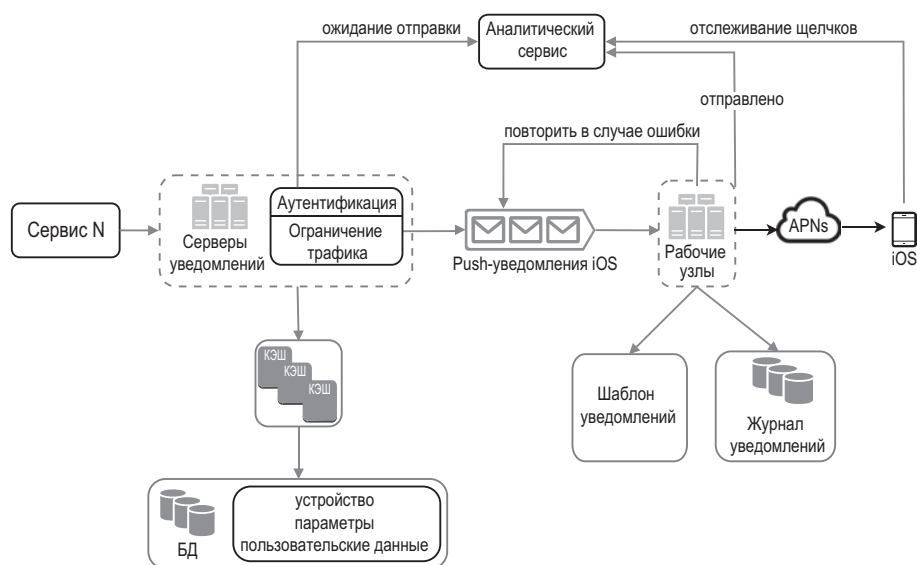 ожидание отправки
Аналитический
сервис
отслеживание щелчков
отправлено
повторить в случае ошибки
Сервис N
Серверы
уведомлений
Аутентификация
Ограничение
трафика
Push-уведомления iOS
Рабочие
узлы
APNs
iOS
КЭШ
КЭШ
КЭШ
Шаблон
уведомлений
Журнал
уведомлений
БД
устройство
параметры
пользовательские данные